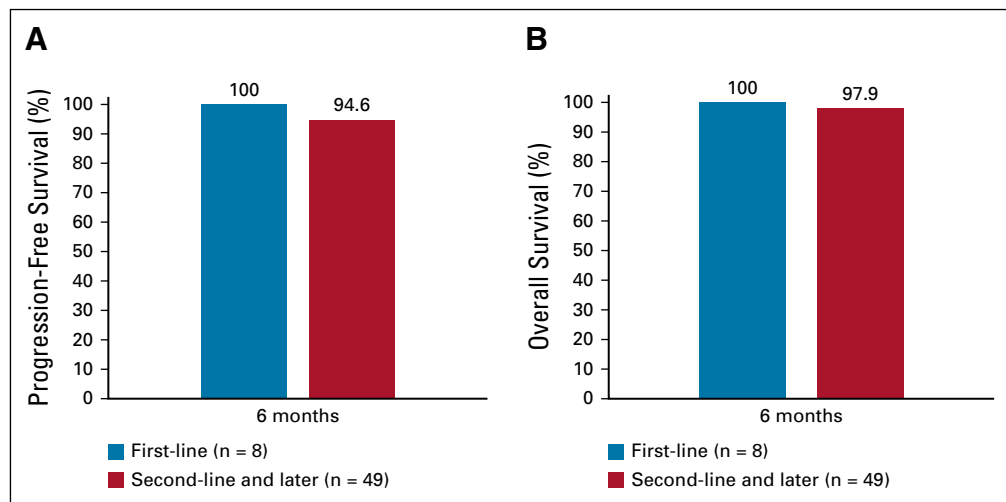 A
Progression-Free Survival (%)
100
90
80
70
60
50
40
30
20
10
0
100
94.6
6 months
First-line (n = 8)
Second-line and later (n = 49)
B
Overall Survival (%)
100
90
80
70
60
50
40
30
20
10
0
100
97.9
6 months
First-line (n = 8)
Second-line and later (n = 49)